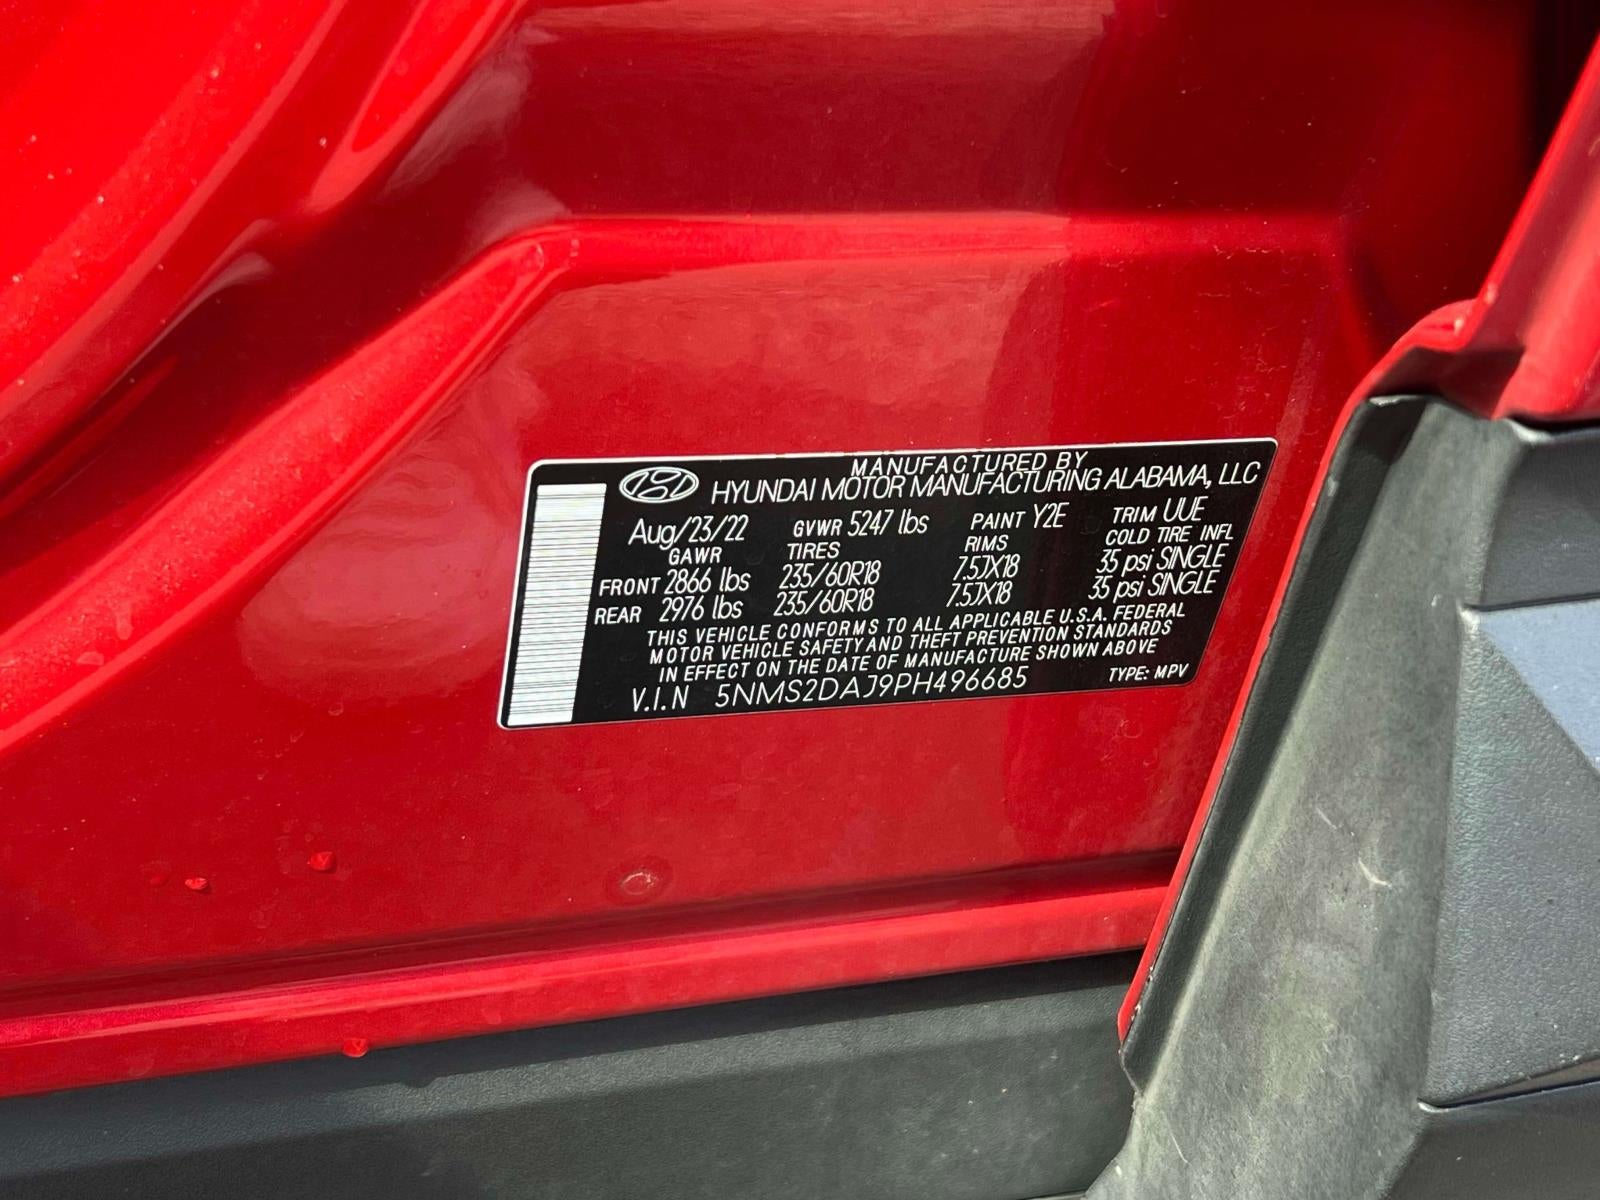 MANUFACTURED BY
HYUNDAI MOTOR MANUFACTURING ALABAMA, LLC
Aug/23/22 GVWR 5247 lbs PAINT Y2E TRIM UUE
GAWR TIRES RIMS COLD TIRE INFL
FRONT 2866 lbs 235/60R18 7.5JX18 35 psi SINGLE
REAR 2976 lbs 235/60R18 7.5JX18 35 psi SINGLE
THIS VEHICLE CONFORMS TO ALL APPLICABLE U.S.A. FEDERAL
MOTOR VEHICLE SAFETY AND THEFT PREVENTION STANDARDS
IN EFFECT ON THE DATE OF MANUFACTURE SHOWN ABOVE
V.I.N 5NMS2DAJ9PH496685 TYPE: MPV